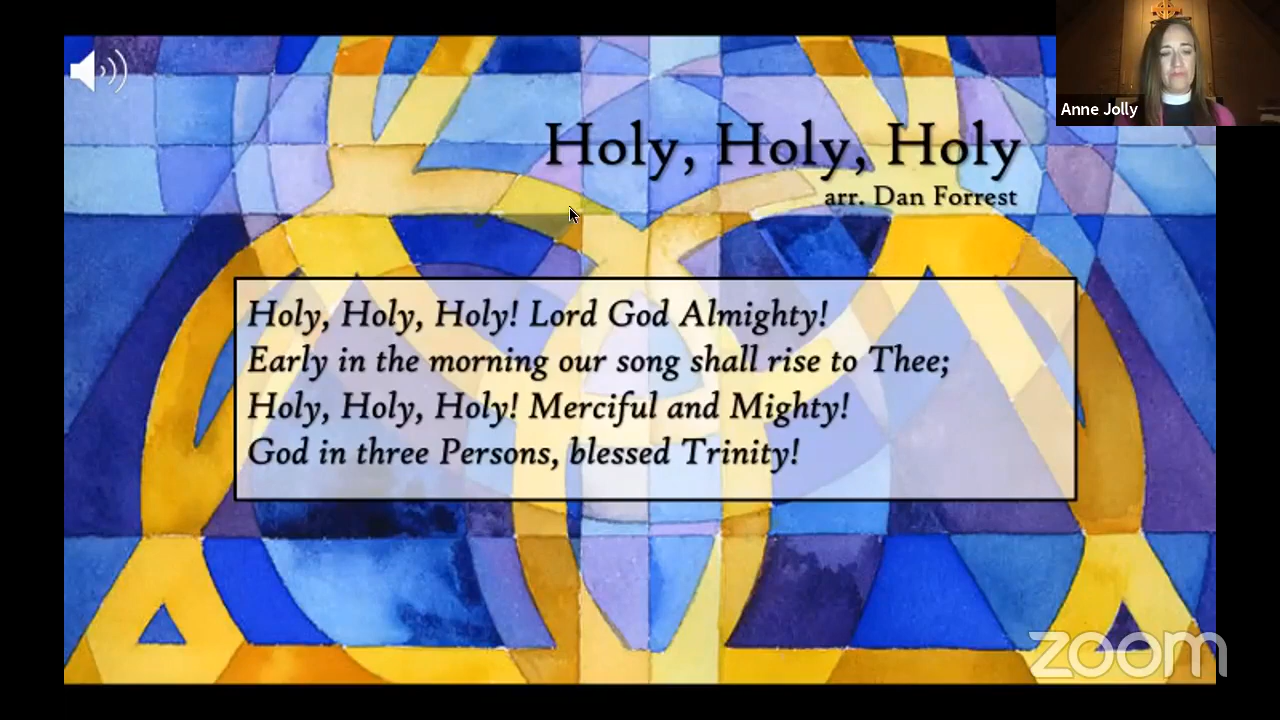 Holy, Holy, Holy
arr. Dan Forrest
Anne Jolly
Holy, Holy, Holy! Lord God Almighty!
Early in the morning our song shall rise to Thee;
Holy, Holy, Holy! Merciful and Mighty!
God in three Persons, blessed Trinity!
zoom